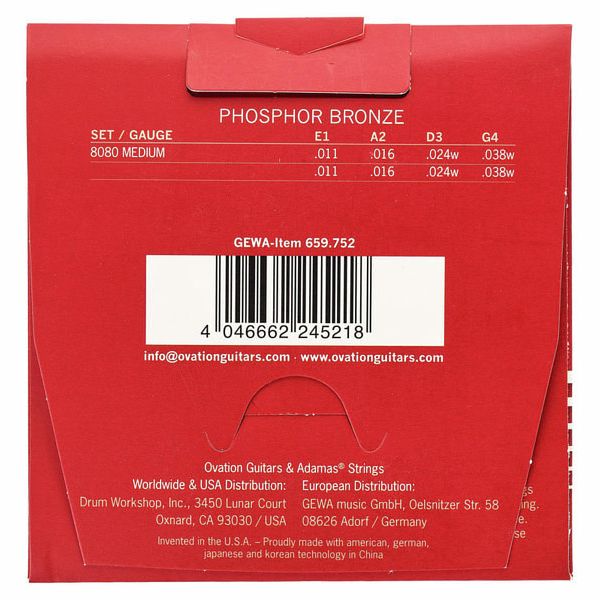 PHOSPHOR BRONZE
SET / GAUGE E1 A2 D3 G4
8080 MEDIUM .011 .016 .024w .038w
.011 .016 .024w .038w
GEWA-Item 659.752
4 046662 245218
info@ovationguitars.com · www.ovationguitars.com
Ovation Guitars & Adamas® Strings
Worldwide & USA Distribution: European Distribution:
Drum Workshop, Inc., 3450 Lunar Court GEWA music GmbH, Oelsnitzer Str. 58
Oxnard, CA 93030 / USA 08626 Adorf / Germany
Invented in the U.S.A. – Proudly made with american, german,
japanese and korean technology in China